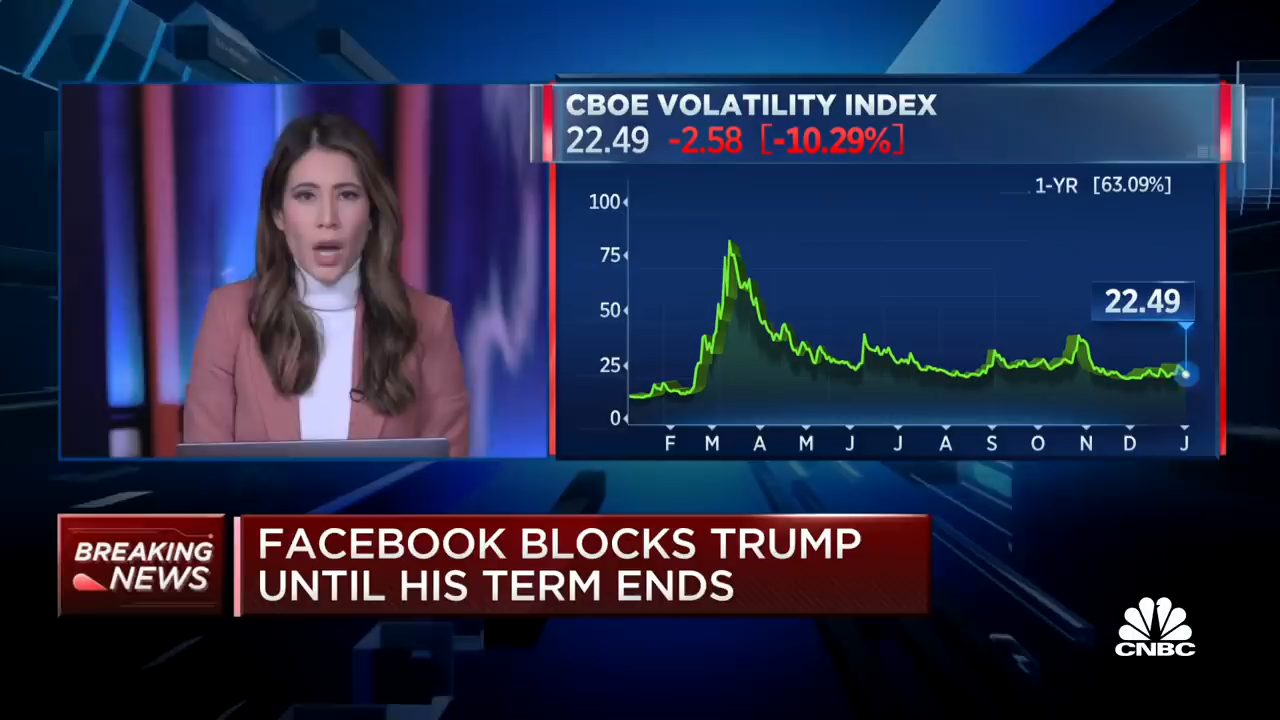 CBOE VOLATILITY INDEX
22.49 -2.58 [-10.29%]
1-YR [63.09%]
100
75
50
25
0
22.49
F M A M J J A S O N D J
BREAKING
NEWS
FACEBOOK BLOCKS TRUMP
UNTIL HIS TERM ENDS
CNBC